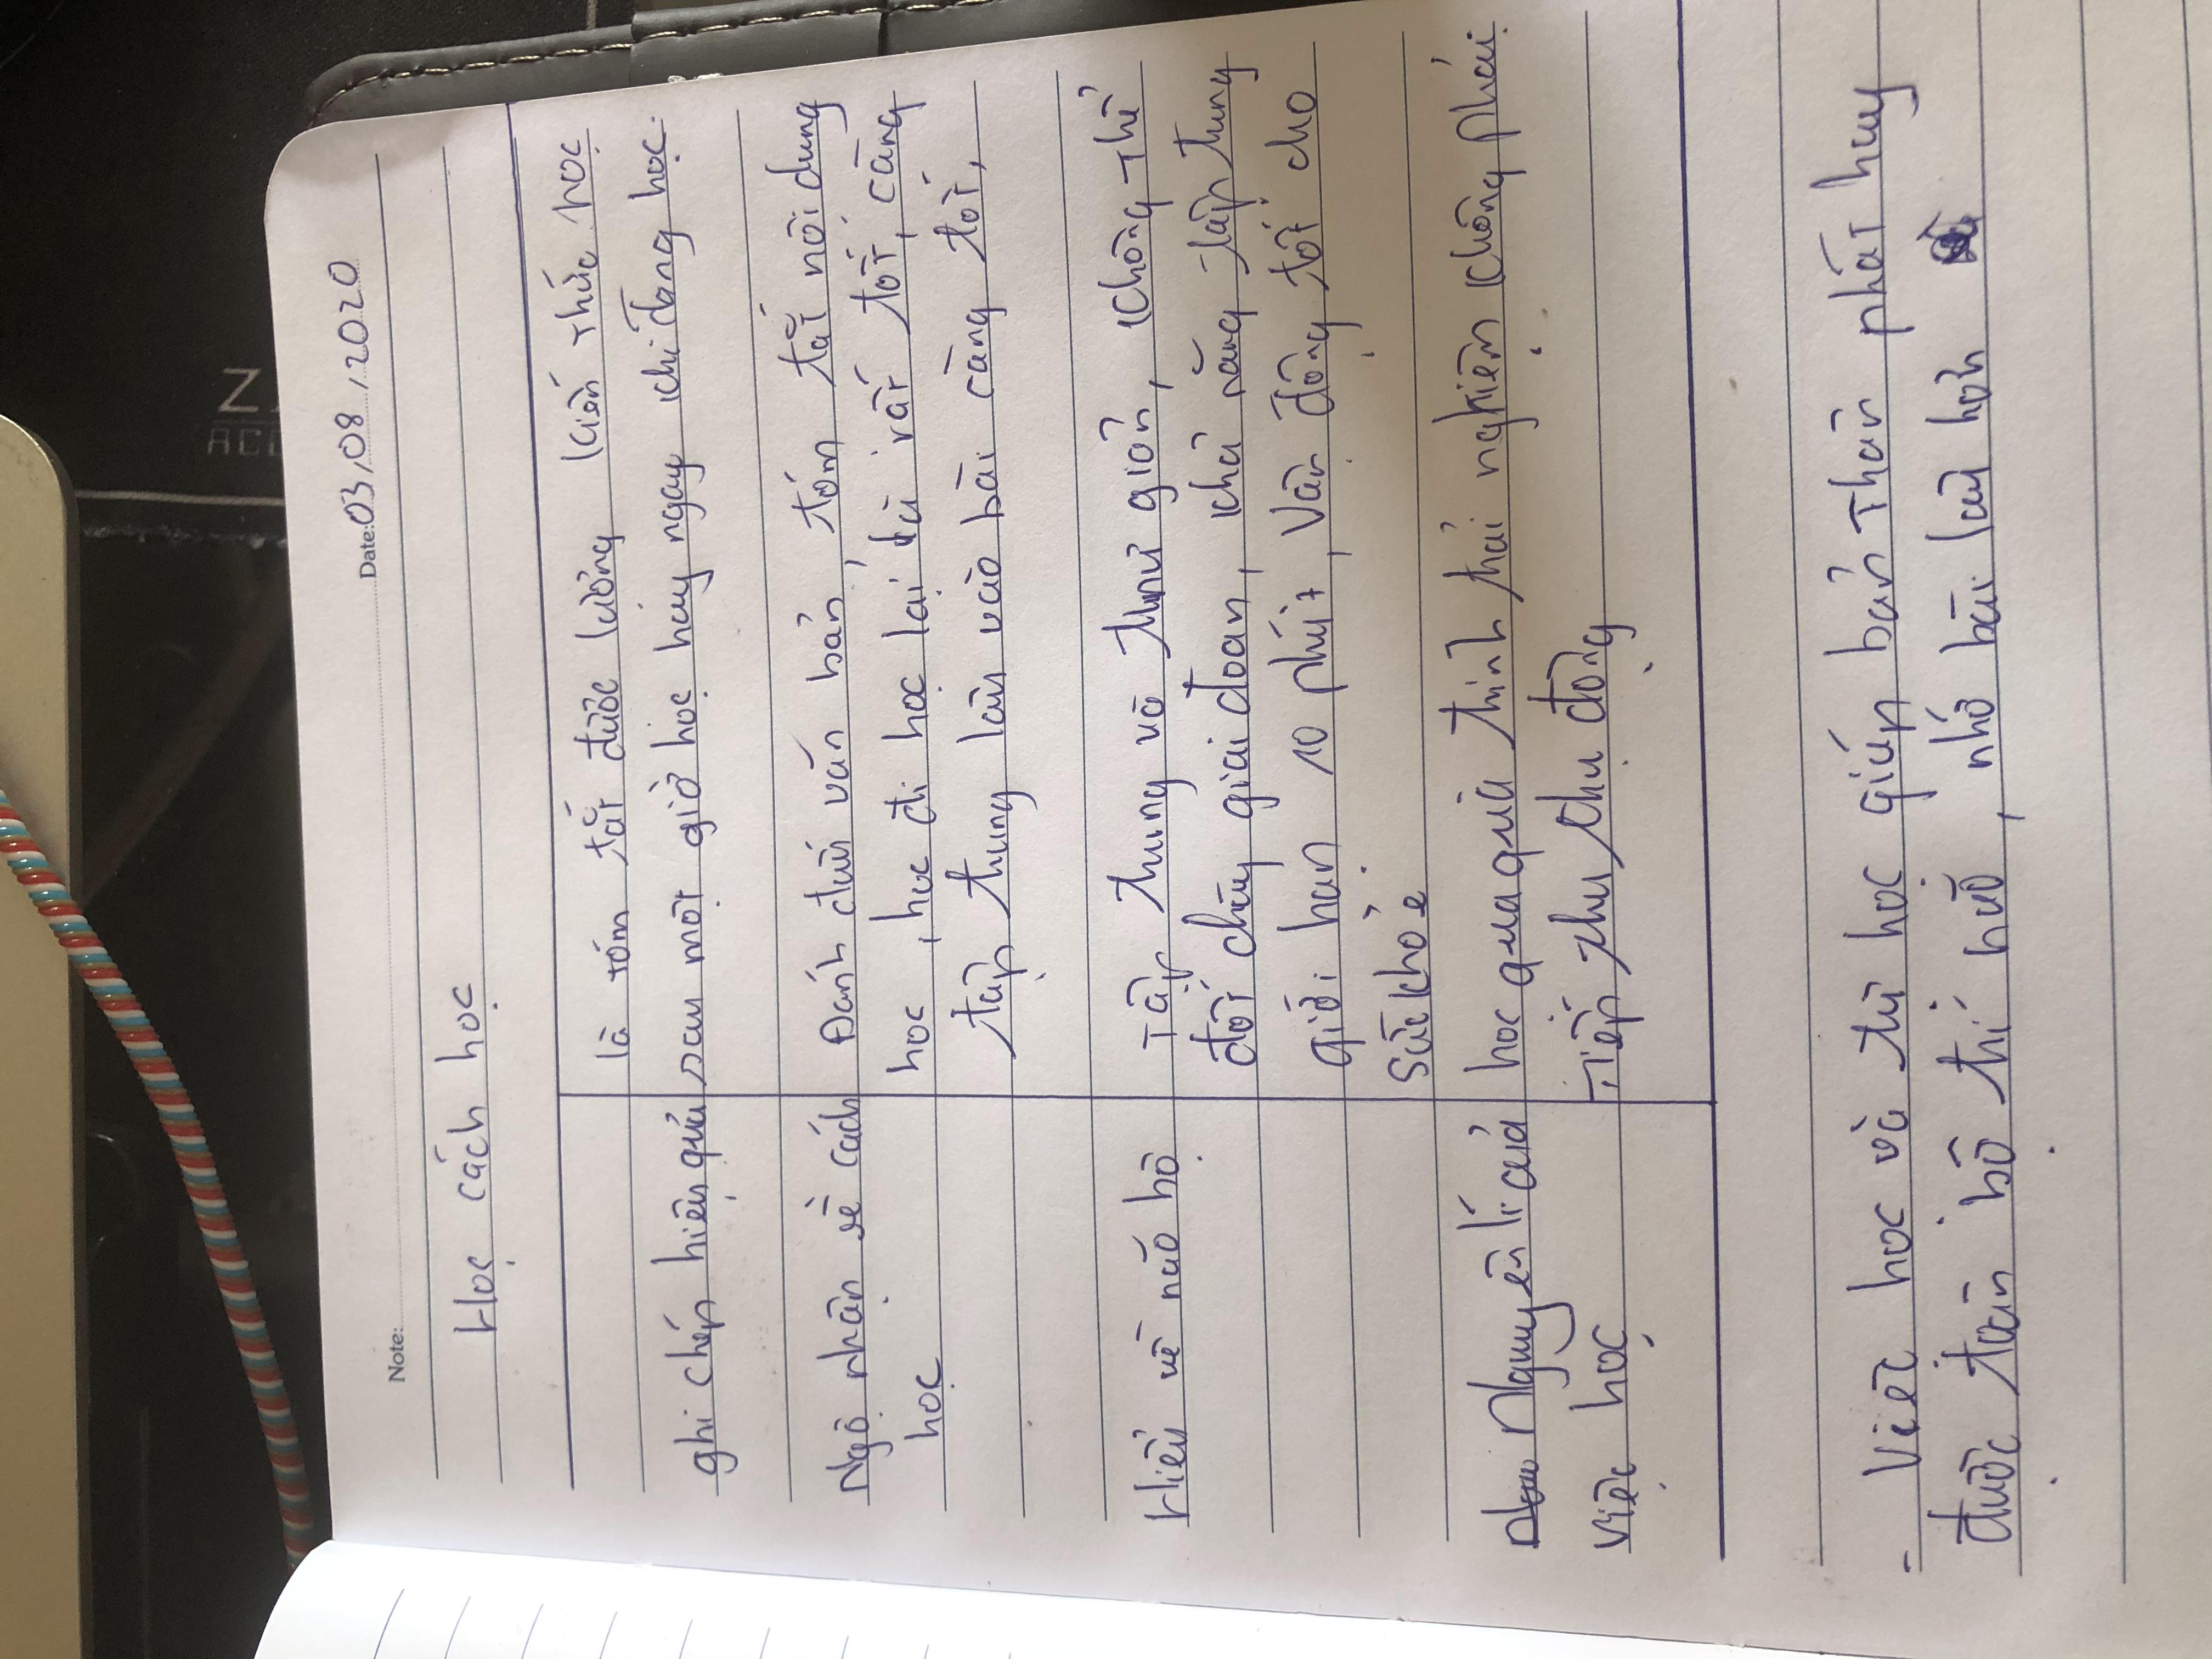 Z
Note: Date: 03/08/2020
Học cách học
là tóm tắt được lượng kiến thức học
ghi chép hiệu quả sau một giờ học hay ngay khi đang học.
Ngộ nhận về cách Đánh dấu văn bản, tóm tắt nội dung
học học, học đi học lại là rất tốt, càng
tập trung lâu vào bài càng tốt,
Hiểu về não bộ Tập trung và thư giản, không thể
đốt cháy giai đoạn, khả năng tập trung
giới hạn 10 phút, Vận động tốt cho
sức khoẻ
Nguyên lí của học qua quá trình trải nghiệm không phải
việc học Tiếp thu thụ động
- Việc học và tự học giúp bản thân phát huy
được toàn bộ trí não, nhớ bài lâu hơn